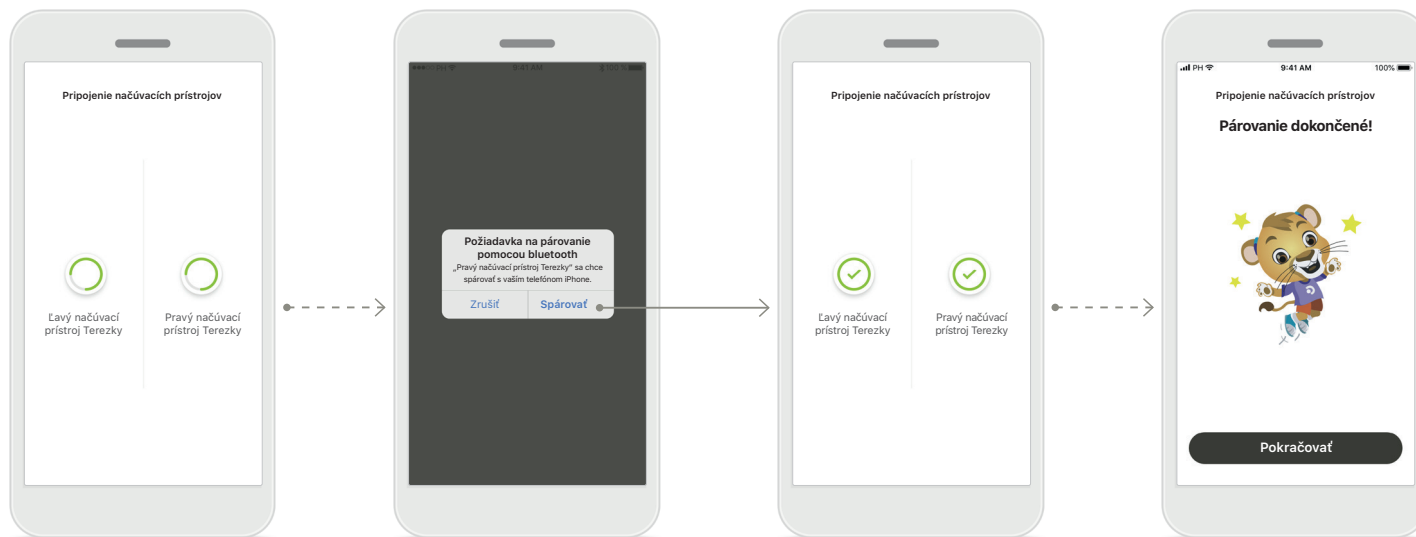 Pripojenie načúvacích prístrojov
Ľavý načúvací
prístroj Terezky
Pravý načúvací
prístroj Terezky
9:41 AM
100 %
Požiadavka na párovanie
pomocou bluetooth
„Pravý načúvací prístroj Terezky“ sa chce
spárovať s vaším telefónom iPhone.
Zrušiť
Spárovať
Pripojenie načúvacích prístrojov
Ľavý načúvací
prístroj Terezky
Pravý načúvací
prístroj Terezky
PH
9:41 AM
100%
Pripojenie načúvacích prístrojov
Párovanie dokončené!
Pokračovať